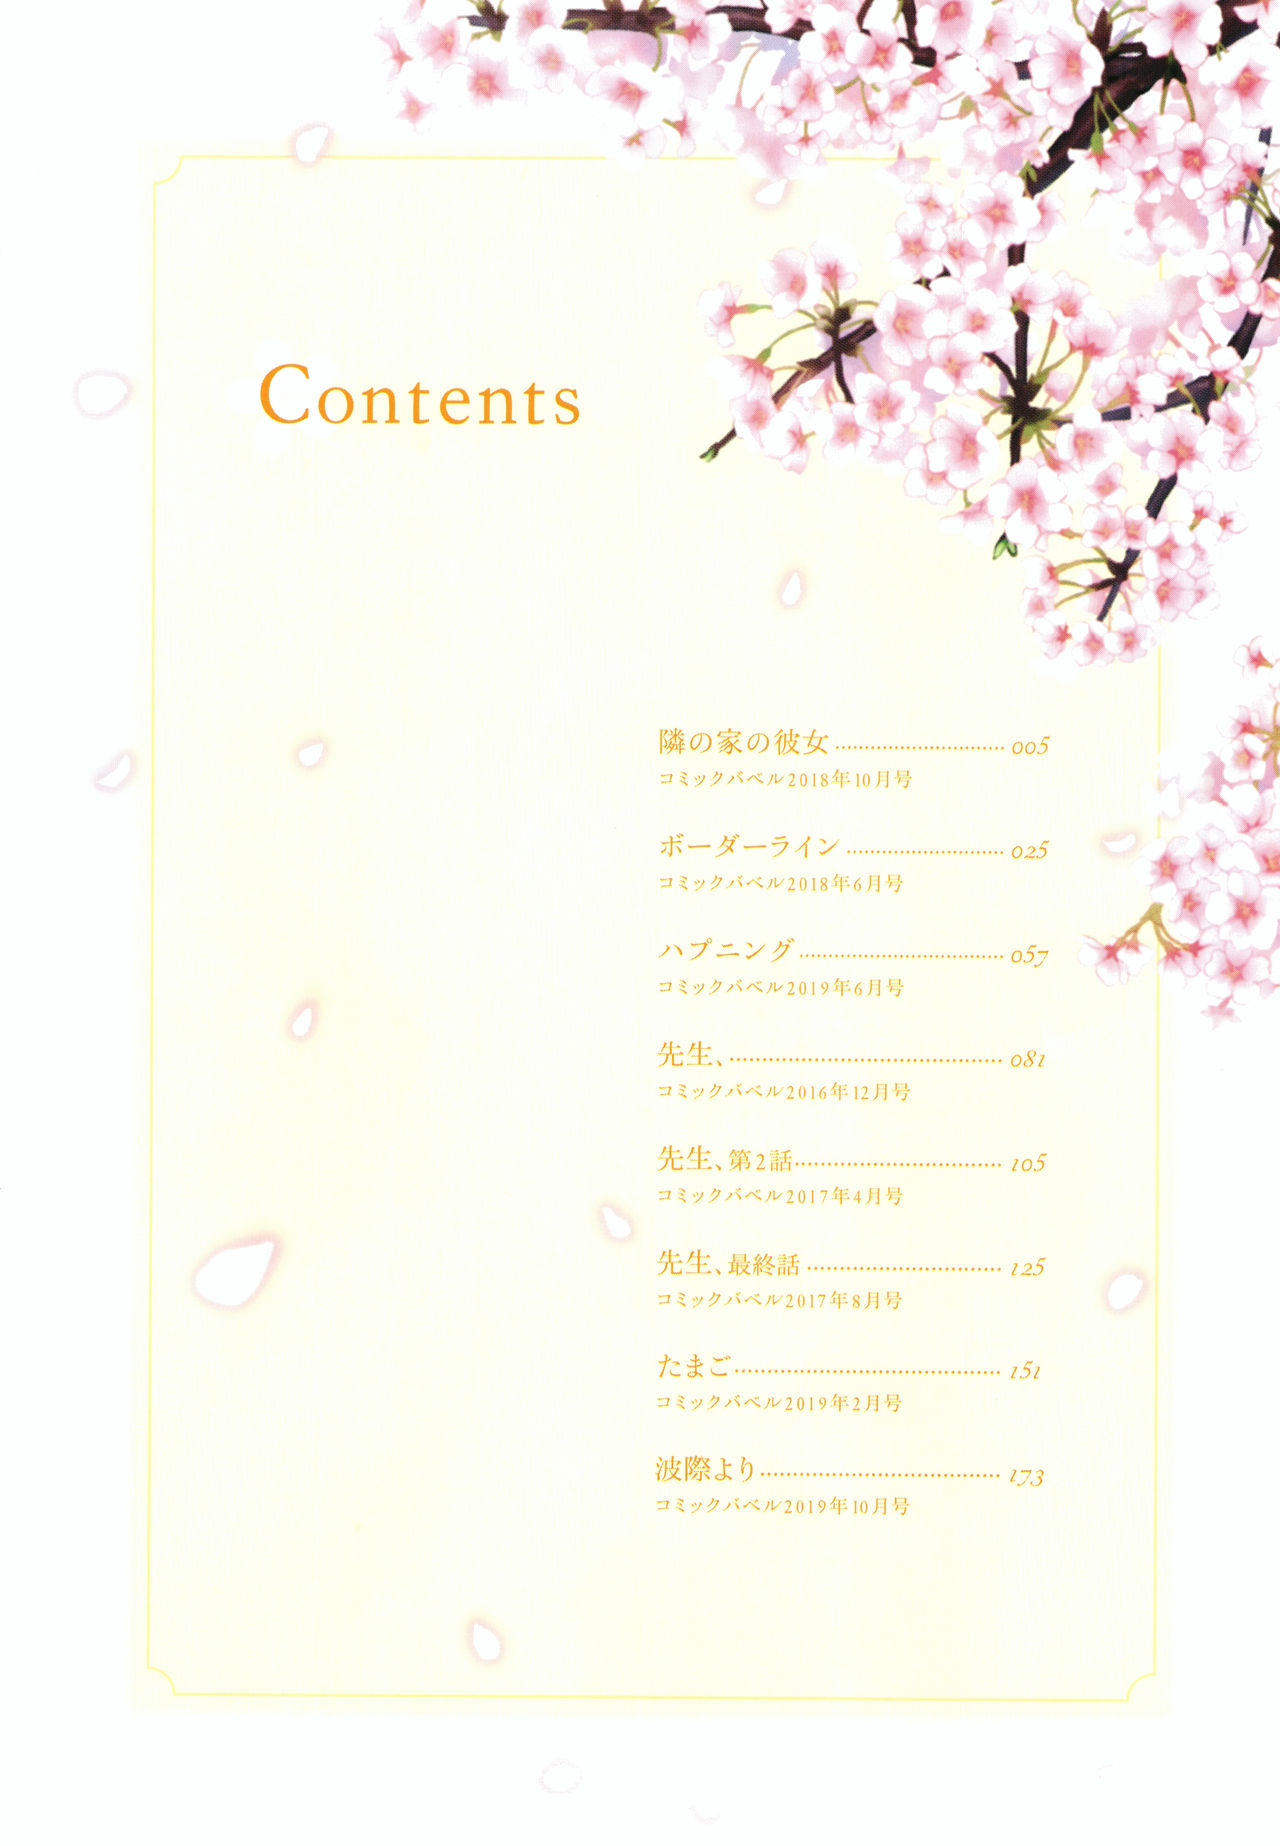 Contents
隣の家の彼女 005
コミックバベル2018年10月号
ボーダーライン 025
コミックバベル2018年6月号
ハプニング 057
コミックバベル2019年6月号
先生、 081
コミックバベル2016年12月号
先生、第2話 105
コミックバベル2017年4月号
先生、最終話 125
コミックバベル2017年8月号
たまご 151
コミックバベル2019年2月号
波際より 173
コミックバベル2019年10月号